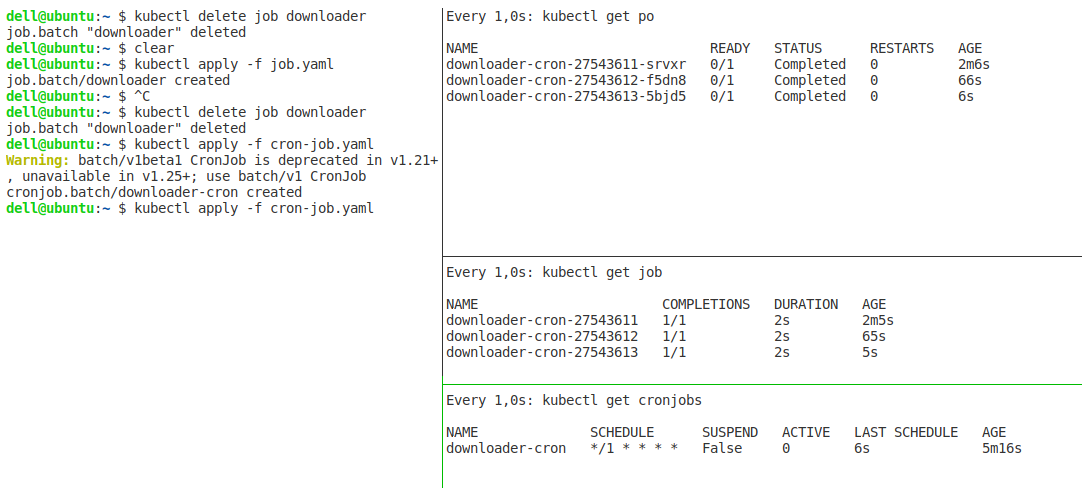 dell@ubuntu:~ $ kubectl delete job downloader
job.batch "downloader" deleted
dell@ubuntu:~ $ clear
dell@ubuntu:~ $ kubectl apply -f job.yaml
job.batch/downloader created
dell@ubuntu:~ $ ^C
dell@ubuntu:~ $ kubectl delete job downloader
job.batch "downloader" deleted
dell@ubuntu:~ $ kubectl apply -f cron-job.yaml
Warning: batch/v1beta1 CronJob is deprecated in v1.21+
, unavailable in v1.25+; use batch/v1 CronJob
cronjob.batch/downloader-cron created
dell@ubuntu:~ $ kubectl apply -f cron-job.yaml
Every 1,0s: kubectl get po
NAME READY STATUS RESTARTS AGE
downloader-cron-27543611-srvxr 0/1 Completed 0 2m6s
downloader-cron-27543612-f5dn8 0/1 Completed 0 66s
downloader-cron-27543613-5bjd5 0/1 Completed 0 6s
Every 1,0s: kubectl get job
NAME COMPLETIONS DURATION AGE
downloader-cron-27543611 1/1 2s 2m5s
downloader-cron-27543612 1/1 2s 65s
downloader-cron-27543613 1/1 2s 5s
Every 1,0s: kubectl get cronjobs
NAME SCHEDULE SUSPEND ACTIVE LAST SCHEDULE AGE
downloader-cron */1 * * * * False 0 6s 5m16s